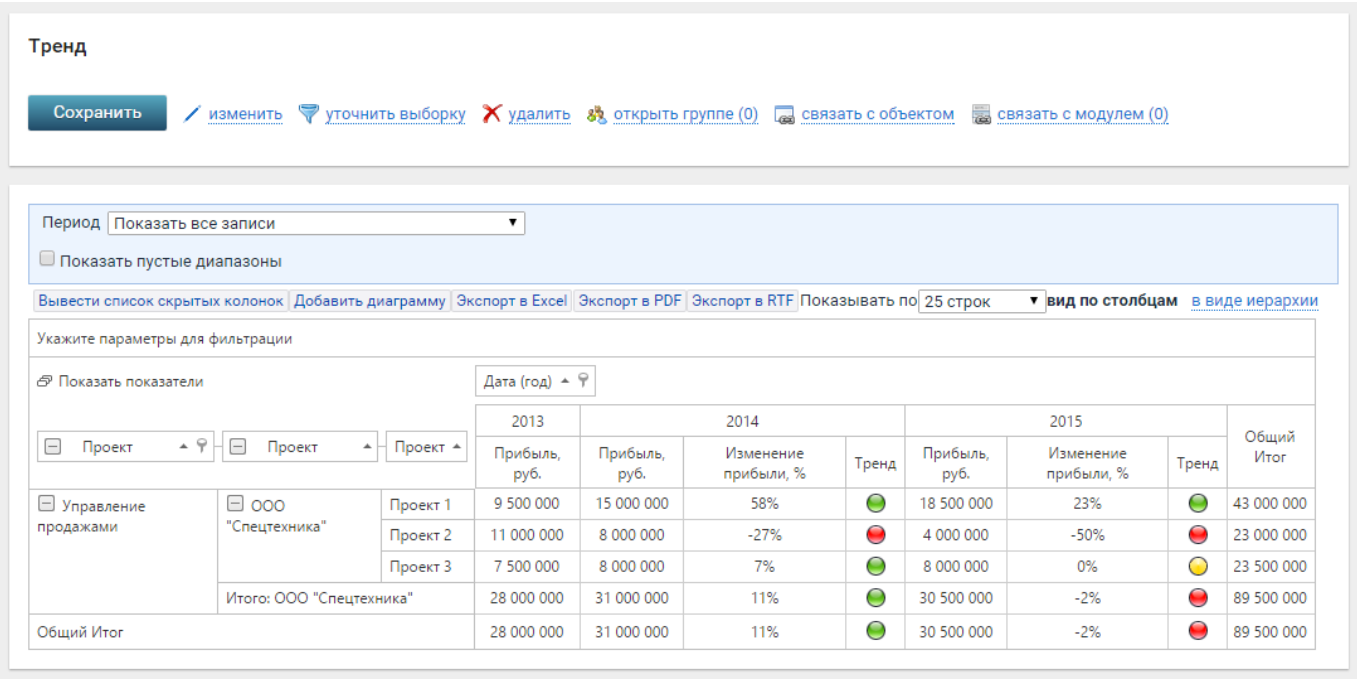 Тренд
Сохранить изменить уточнить выборку удалить открыть группе (0) связать с объектом связать с модулем (0)
Период Показать все записи
Показать пустые диапазоны
Вывести список скрытых колонок Добавить диаграмму Экспорт в Excel Экспорт в PDF Экспорт в RTF Показывать по 25 строк вид по столбцам в виде иерархии
Укажите параметры для фильтрации
Показать показатели Дата (год)
2013 2014 2015 Общий Итог
Проект Проект Проект Прибыль, руб. Прибыль, руб. Изменение прибыли, % Тренд Прибыль, руб. Изменение прибыли, % Тренд
Управление продажами ООО "Спецтехника" Проект 1 9 500 000 15 000 000 58% 18 500 000 23% 43 000 000
Проект 2 11 000 000 8 000 000 -27% 4 000 000 -50% 23 000 000
Проект 3 7 500 000 8 000 000 7% 8 000 000 0% 23 500 000
Итого: ООО "Спецтехника" 28 000 000 31 000 000 11% 30 500 000 -2% 89 500 000
Общий Итог 28 000 000 31 000 000 11% 30 500 000 -2% 89 500 000